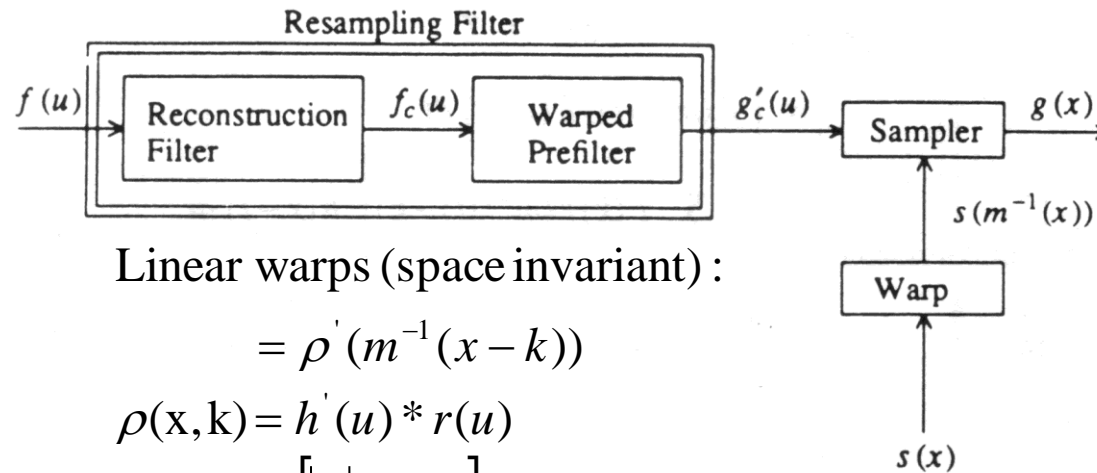 Resampling Filter
f(u)
Reconstruction
Filter
f_c(u)
Warped
Prefilter
g'_c(u)
Sampler
g(x)
s(m^{-1}(x))
Warp
s(x)
Linear warps (space invariant) :
= ρ'(m^{-1}(x − k))
ρ(x,k) = h'(u) * r(u)